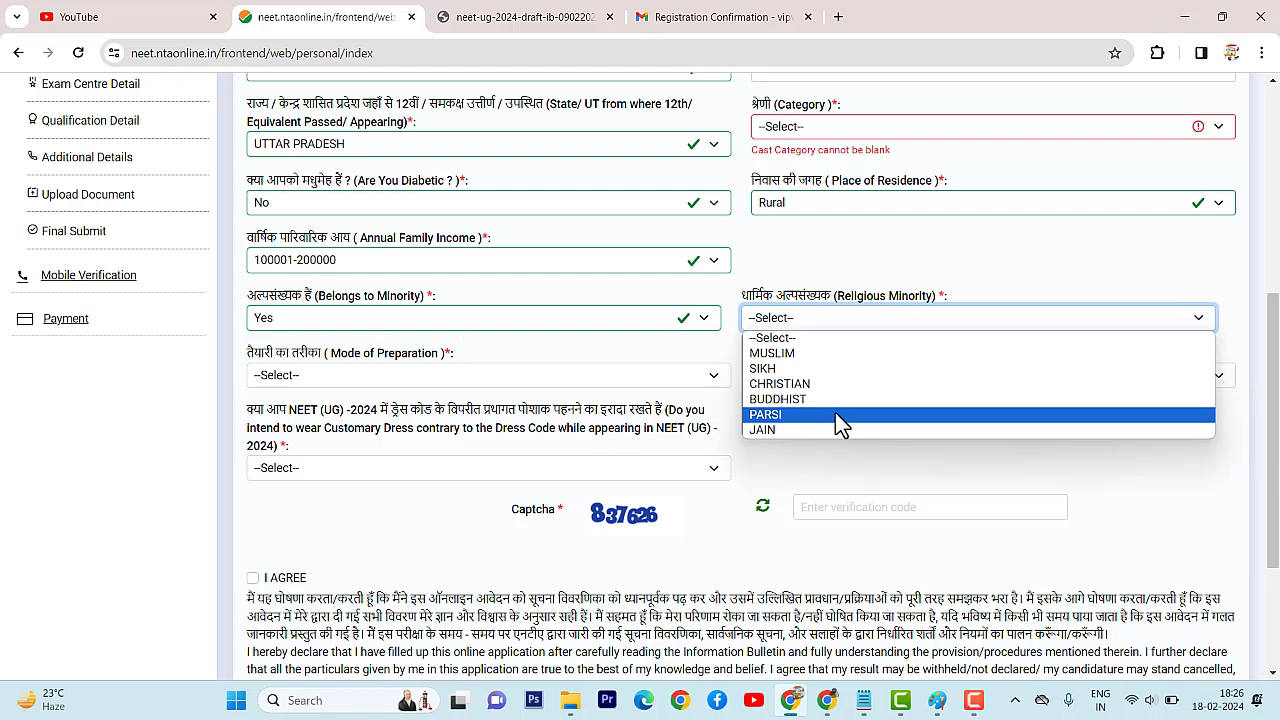 YouTube
neet.ntaonline.in/frontend/web
neet-ug-2024-draft-ib-0902202
Registration Confirmation - vip
neet.ntaonline.in/frontend/web/personal/index
Exam Centre Detail
Qualification Detail
Additional Details
Upload Document
Final Submit
Mobile Verification
Payment
राज्य / केन्द्र शासित प्रदेश जहाँ से 12वीं / समकक्ष उत्तीर्ण / उपस्थित (State/ UT from where 12th/
Equivalent Passed/ Appearing)*:
UTTAR PRADESH
श्रेणी (Category )*:
--Select--
Cast Category cannot be blank
क्या आपको मधुमेह हैं ? (Are You Diabetic ? )*:
No
निवास की जगह ( Place of Residence )*:
Rural
वार्षिक पारिवारिक आय ( Annual Family Income )*:
100001-200000
अल्पसंख्यक हैं (Belongs to Minority) *:
Yes
धार्मिक अल्पसंख्यक (Religious Minority) *:
--Select--
--Select--
MUSLIM
SIKH
CHRISTIAN
BUDDHIST
PARSI
JAIN
तैयारी का तरीका ( Mode of Preparation )*:
--Select--
क्या आप NEET (UG) -2024 में ड्रेस कोड के विपरीत प्रथागत पोशाक पहनने का इरादा रखते हैं (Do you
intend to wear Customary Dress contrary to the Dress Code while appearing in NEET (UG) -
2024) *:
--Select--
Captcha *
837626
Enter verification code
I AGREE
मैं यह घोषणा करता/करती हूँ कि मैंने इस ऑनलाइन आवेदन को सूचना विवरणिका को ध्यानपूर्वक पढ़ कर और उसमें उल्लिखित प्रावधान/प्रक्रियाओं को पूरी तरह समझकर भरा है। मैं इसके आगे घोषणा करता/करती हूँ कि इस
आवेदन में मेरे द्वारा दी गई सभी विवरण मेरे ज्ञान और विश्वास के अनुसार सही हैं। मैं सहमत हूँ कि मेरा परिणाम रोका जा सकता है/नहीं घोषित किया जा सकता है, यदि भविष्य में किसी भी समय पाया जाता है कि इस आवेदन में गलत
जानकारी प्रस्तुत की गई है। मैं इस परीक्षा के समय - समय पर एनटीए द्वारा जारी की गई सूचना विवरणिका, सार्वजनिक सूचना, और सलाहों के द्वारा निर्धारित शर्तों और नियमों का पालन करूँगा/करूँगी।
I hereby declare that I have filled up this online application after carefully reading the Information Bulletin and fully understanding the provision/procedures mentioned therein. I further declare
that all the particulars given by me in this application are true to the best of my knowledge and belief. I agree that my result may be withheld/not declared/ my candidature may stand cancelled,
23°C
Haze
Search
Ps
Pr
ENG
IN
18:26
18-02-2024